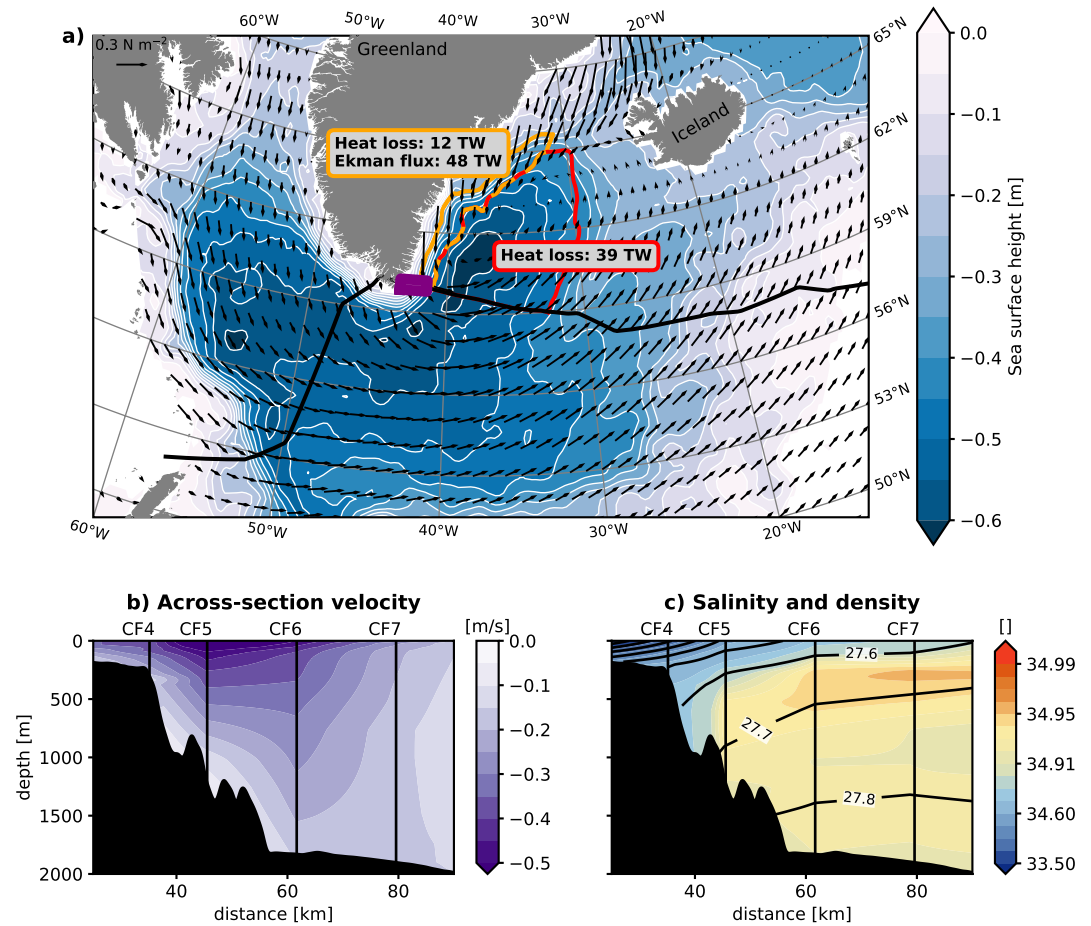 60°W
50°W
40°W
30°W
20°W
a)
0.3 N m⁻²
Greenland
Iceland
65°N
62°N
59°N
56°N
53°N
50°N
Heat loss: 12 TW
Ekman flux: 48 TW
Heat loss: 39 TW
60°W
50°W
40°W
30°W
20°W
0.0
−0.1
−0.2
−0.3
−0.4
−0.5
−0.6
Sea surface height [m]
b) Across-section velocity
CF4
CF5
CF6
CF7
[m/s]
0
500
1000
1500
2000
depth [m]
40
60
80
distance [km]
0.0
−0.1
−0.2
−0.3
−0.4
−0.5
c) Salinity and density
CF4
CF5
CF6
CF7
[]
27.6
27.7
27.8
40
60
80
distance [km]
34.99
34.95
34.91
34.60
33.50